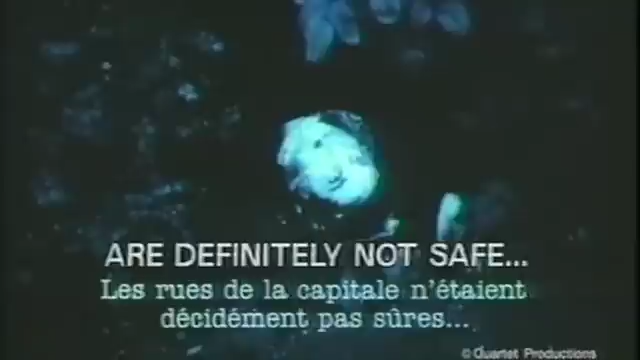 ARE DEFINITELY NOT SAFE...
Les rues de la capitale n'étaient
décidément pas sûres...
© Quartet Productions